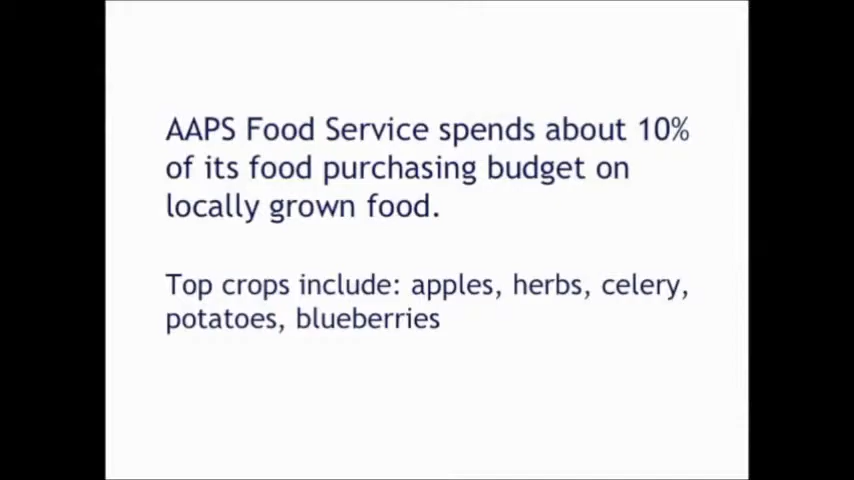 AAPS Food Service spends about 10%
of its food purchasing budget on
locally grown food.
Top crops include: apples, herbs, celery,
potatoes, blueberries